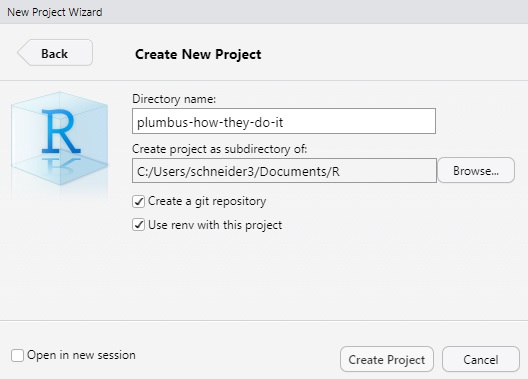 New Project Wizard
Back
Create New Project
R
Directory name:
plumbus-how-they-do-it
Create project as subdirectory of:
C:/Users/schneider3/Documents/R
Browse...
Create a git repository
Use renv with this project
Open in new session
Create Project
Cancel